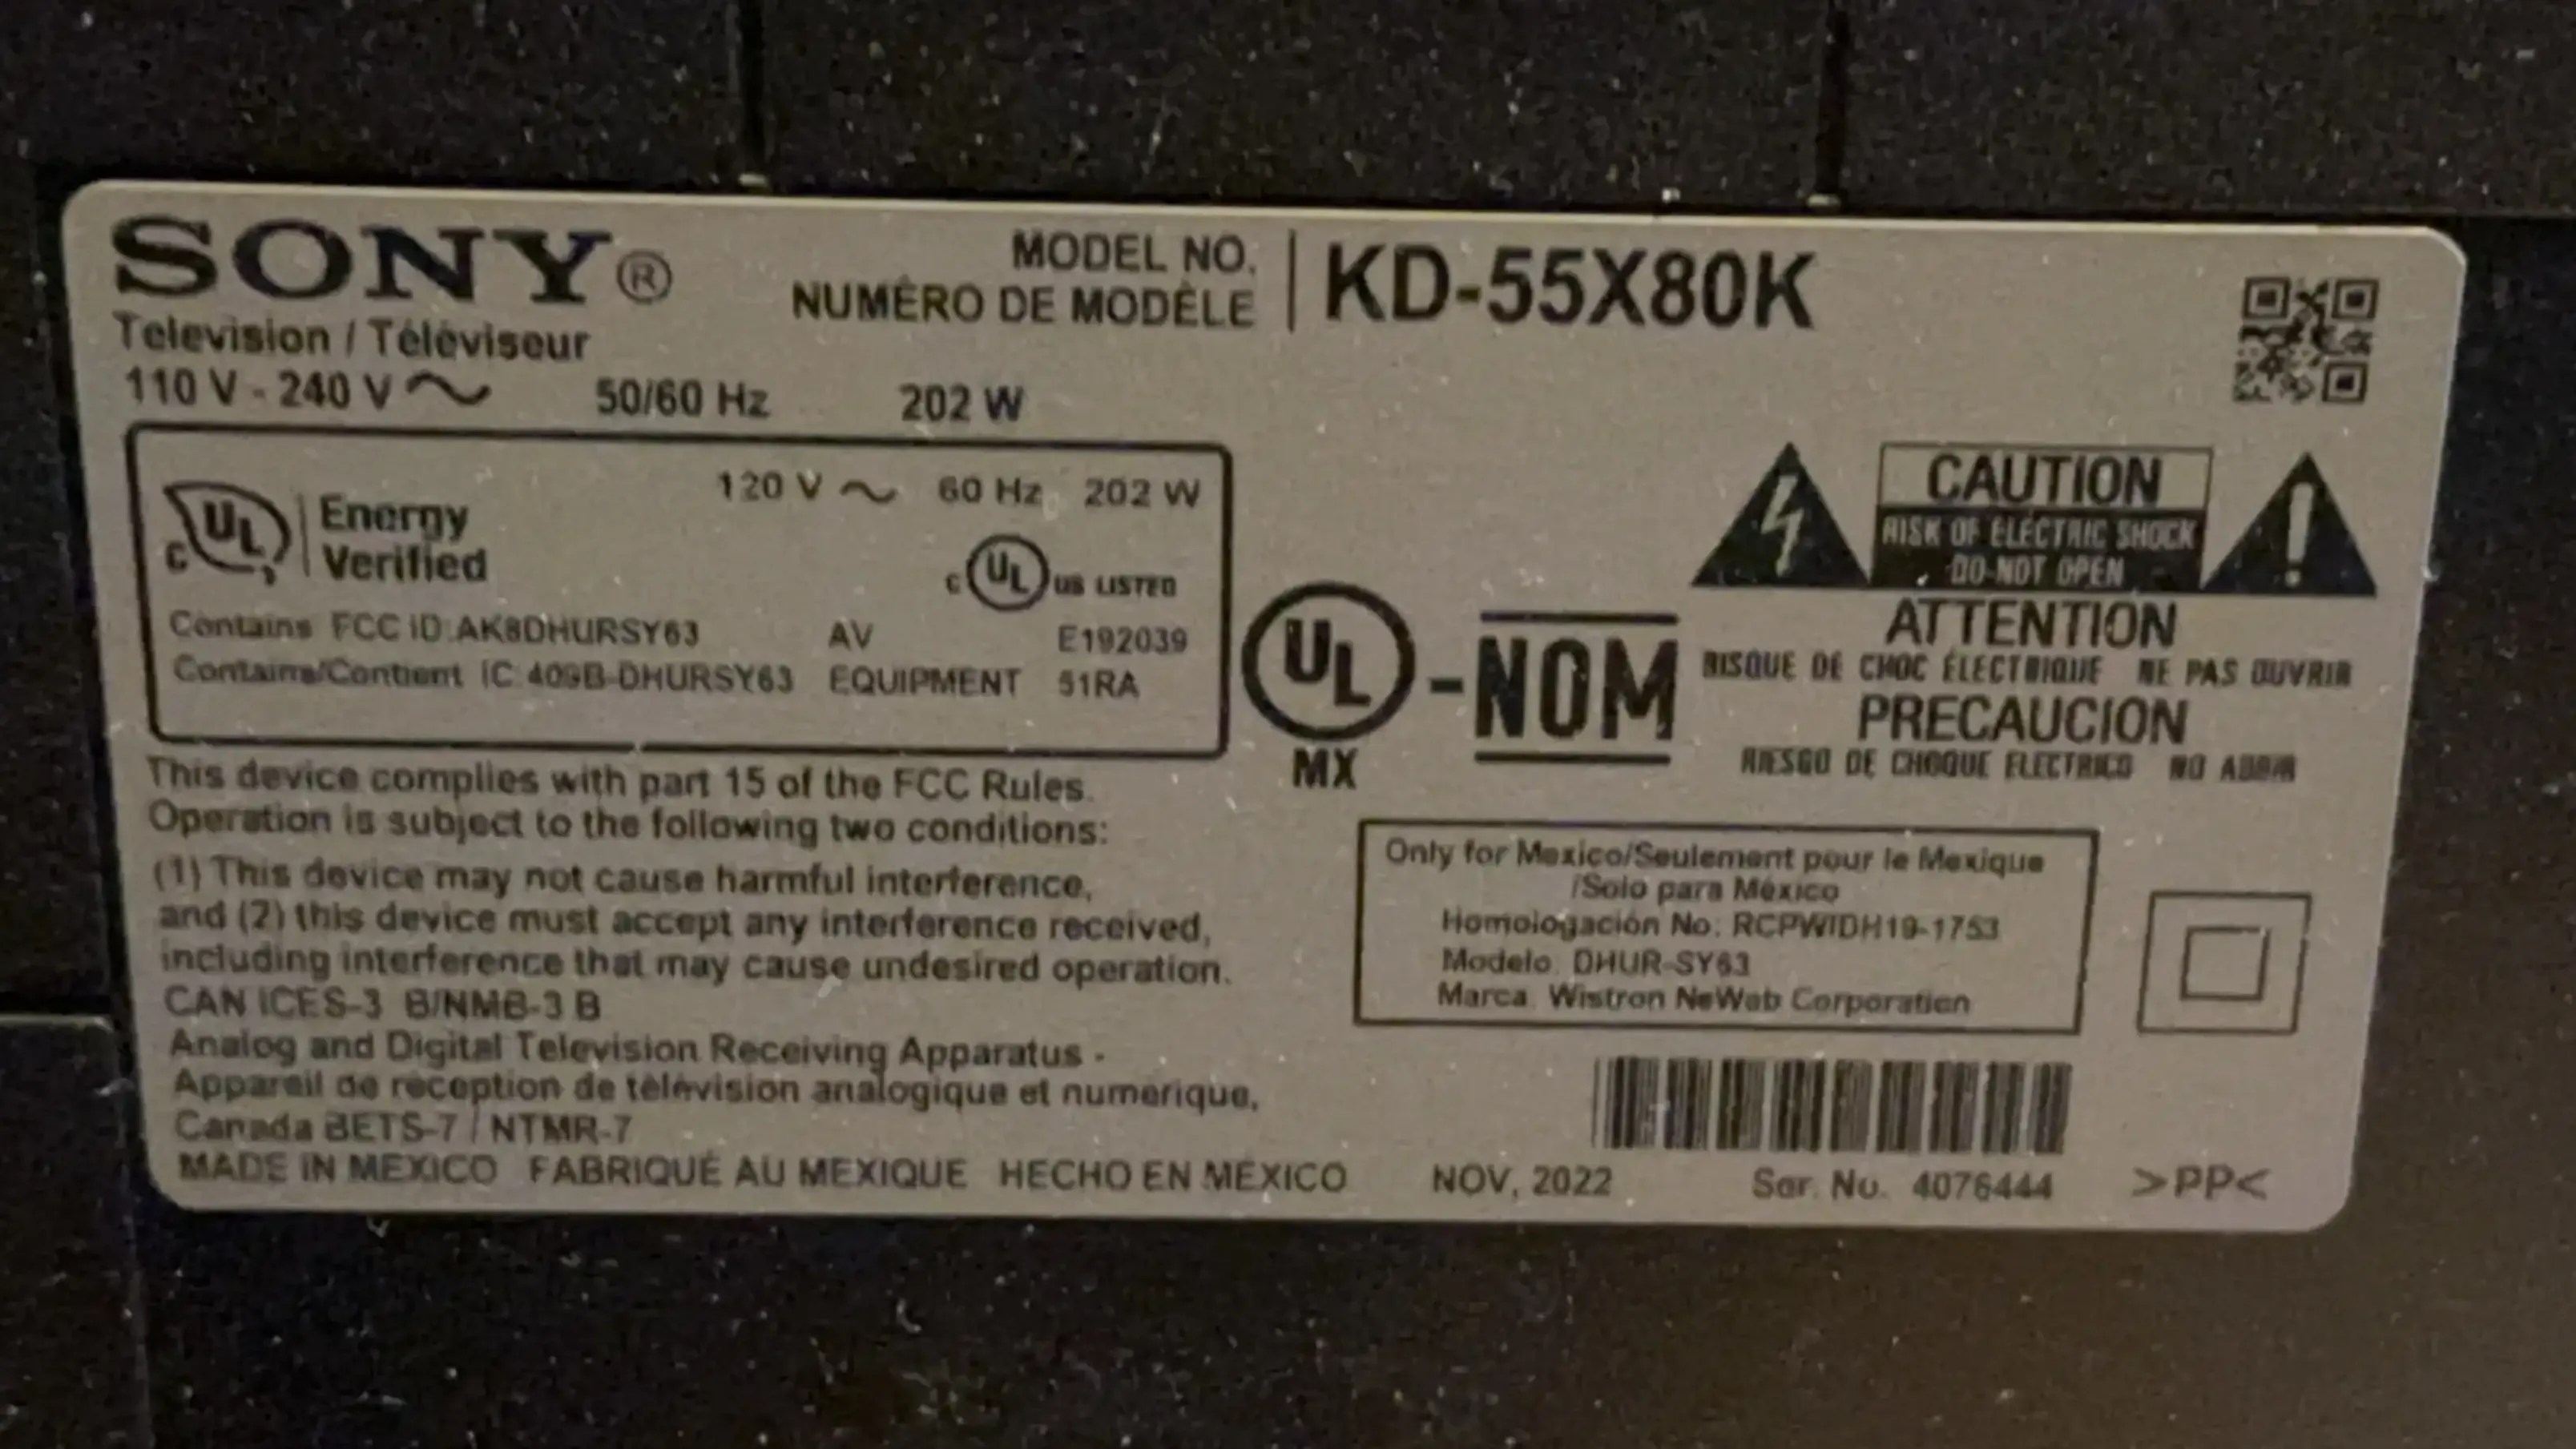 SONY®
MODEL NO.
NUMÉRO DE MODÈLE
KD-55X80K
Television / Téléviseur
110 V - 240 V ~ 50/60 Hz 202 W
120 V ~ 60 Hz 202 W
C UL Energy
Verified
C UL US LISTED
Contains FCC ID:AK8DHURSY63 AV E192039
Contains/Contient IC:409B-DHURSY63 EQUIPMENT 51RA
UL -NOM
MX
CAUTION
RISK OF ELECTRIC SHOCK
DO NOT OPEN
ATTENTION
RISQUE DE CHOC ÉLECTRIQUE NE PAS OUVRIR
PRECAUCION
RIESGO DE CHOQUE ELECTRICO NO ABRIR
This device complies with part 15 of the FCC Rules.
Operation is subject to the following two conditions:
(1) This device may not cause harmful interference,
and (2) this device must accept any interference received,
including interference that may cause undesired operation.
CAN ICES-3 B/NMB-3 B
Analog and Digital Television Receiving Apparatus -
Appareil de réception de télévision analogique et numérique,
Canada BETS-7 / NTMR-7
MADE IN MEXICO FABRIQUÉ AU MEXIQUE HECHO EN MÉXICO
Only for Mexico/Seulement pour le Mexique
/Solo para México
Homologación No: RCPWIDH19-1753
Modelo: DHUR-SY63
Marca: Wistron NeWeb Corporation
NOV, 2022
Ser. No. 4076444
>PP<